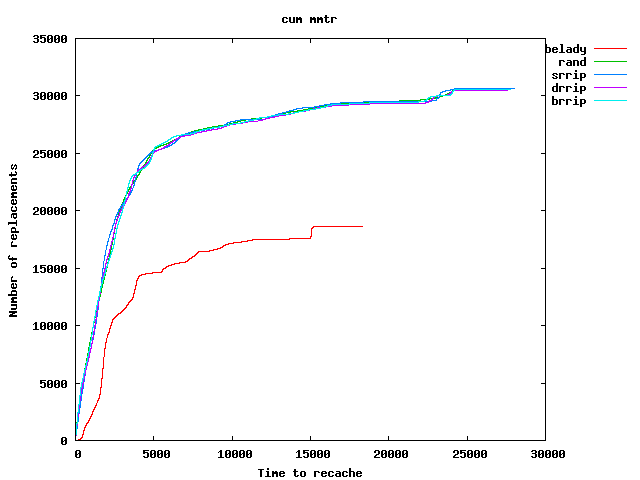 cum mmtr
35000
30000
25000
20000
15000
10000
5000
0
Number of replacements
0 5000 10000 15000 20000 25000 30000
Time to recache
belady
rand
srrip
drrip
brrip